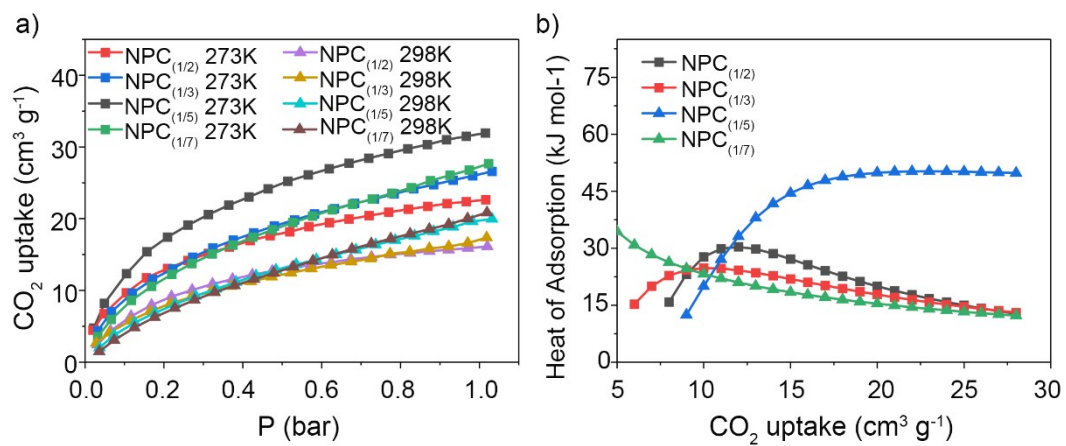 a)
NPC(1/2) 273K
NPC(1/3) 273K
NPC(1/5) 273K
NPC(1/7) 273K
NPC(1/2) 298K
NPC(1/3) 298K
NPC(1/5) 298K
NPC(1/7) 298K
CO2 uptake (cm3 g-1)
40
30
20
10
0
0.0 0.2 0.4 0.6 0.8 1.0
P (bar)
b)
NPC(1/2)
NPC(1/3)
NPC(1/5)
NPC(1/7)
Heat of Adsorption (kJ mol-1)
75
60
45
30
15
0
5 10 15 20 25 30
CO2 uptake (cm3 g-1)